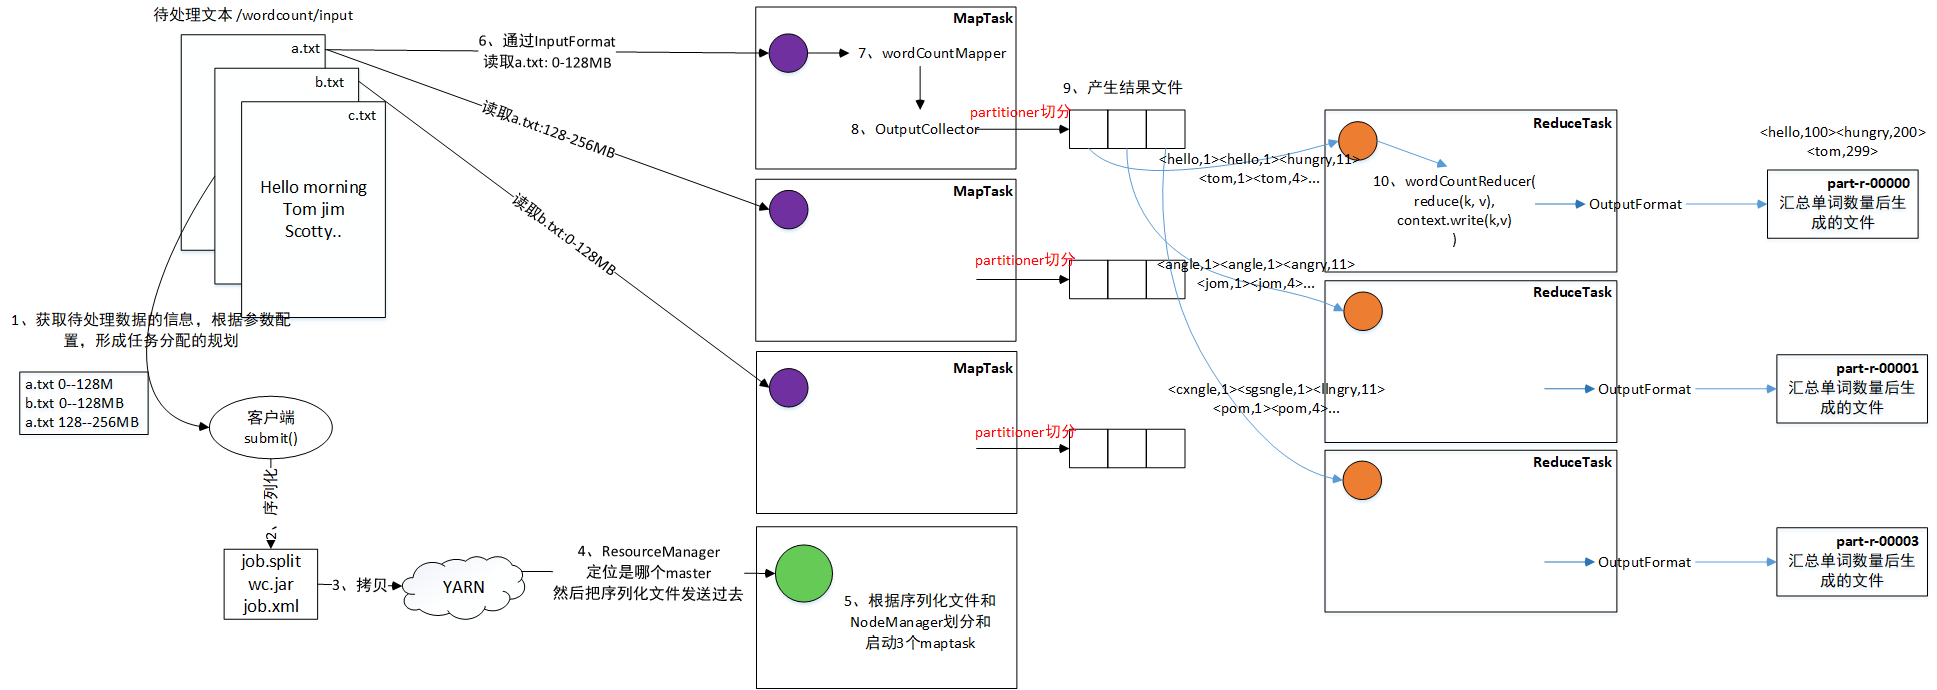 待处理文本 /wordcount/input
a.txt
b.txt
c.txt
Hello morning
Tom jim
Scotty..
1、获取待处理数据的信息，根据参数配
置，形成任务分配的规划
a.txt 0--128M
b.txt 0--128MB
a.txt 128--256MB
客户端
submit()
2、序列化
job.split
wc.jar
job.xml
3、拷贝
YARN
4、ResourceManager
定位是哪个master
然后把序列化文件发送过去
5、根据序列化文件和
NodeManager划分和
启动3个maptask
6、通过InputFormat
读取a.txt: 0-128MB
读取a.txt:128-256MB
读取b.txt:0-128MB
MapTask
7、wordCountMapper
8、OutputCollector
MapTask
MapTask
9、产生结果文件
partitioner切分
partitioner切分
partitioner切分
<hello,1><hello,1><hungry,11>
<tom,1><tom,4>...
<angle,1><angle,1><angry,11>
<jom,1><jom,4>...
<cxngle,1><sgsngle,1><llngry,11>
<pom,1><pom,4>...
ReduceTask
10、wordCountReducer(
reduce(k, v),
context.write(k,v)
)
OutputFormat
ReduceTask
OutputFormat
ReduceTask
OutputFormat
<hello,100><hungry,200>
<tom,299>
part-r-00000
汇总单词数量后生
成的文件
part-r-00001
汇总单词数量后生
成的文件
part-r-00003
汇总单词数量后生
成的文件